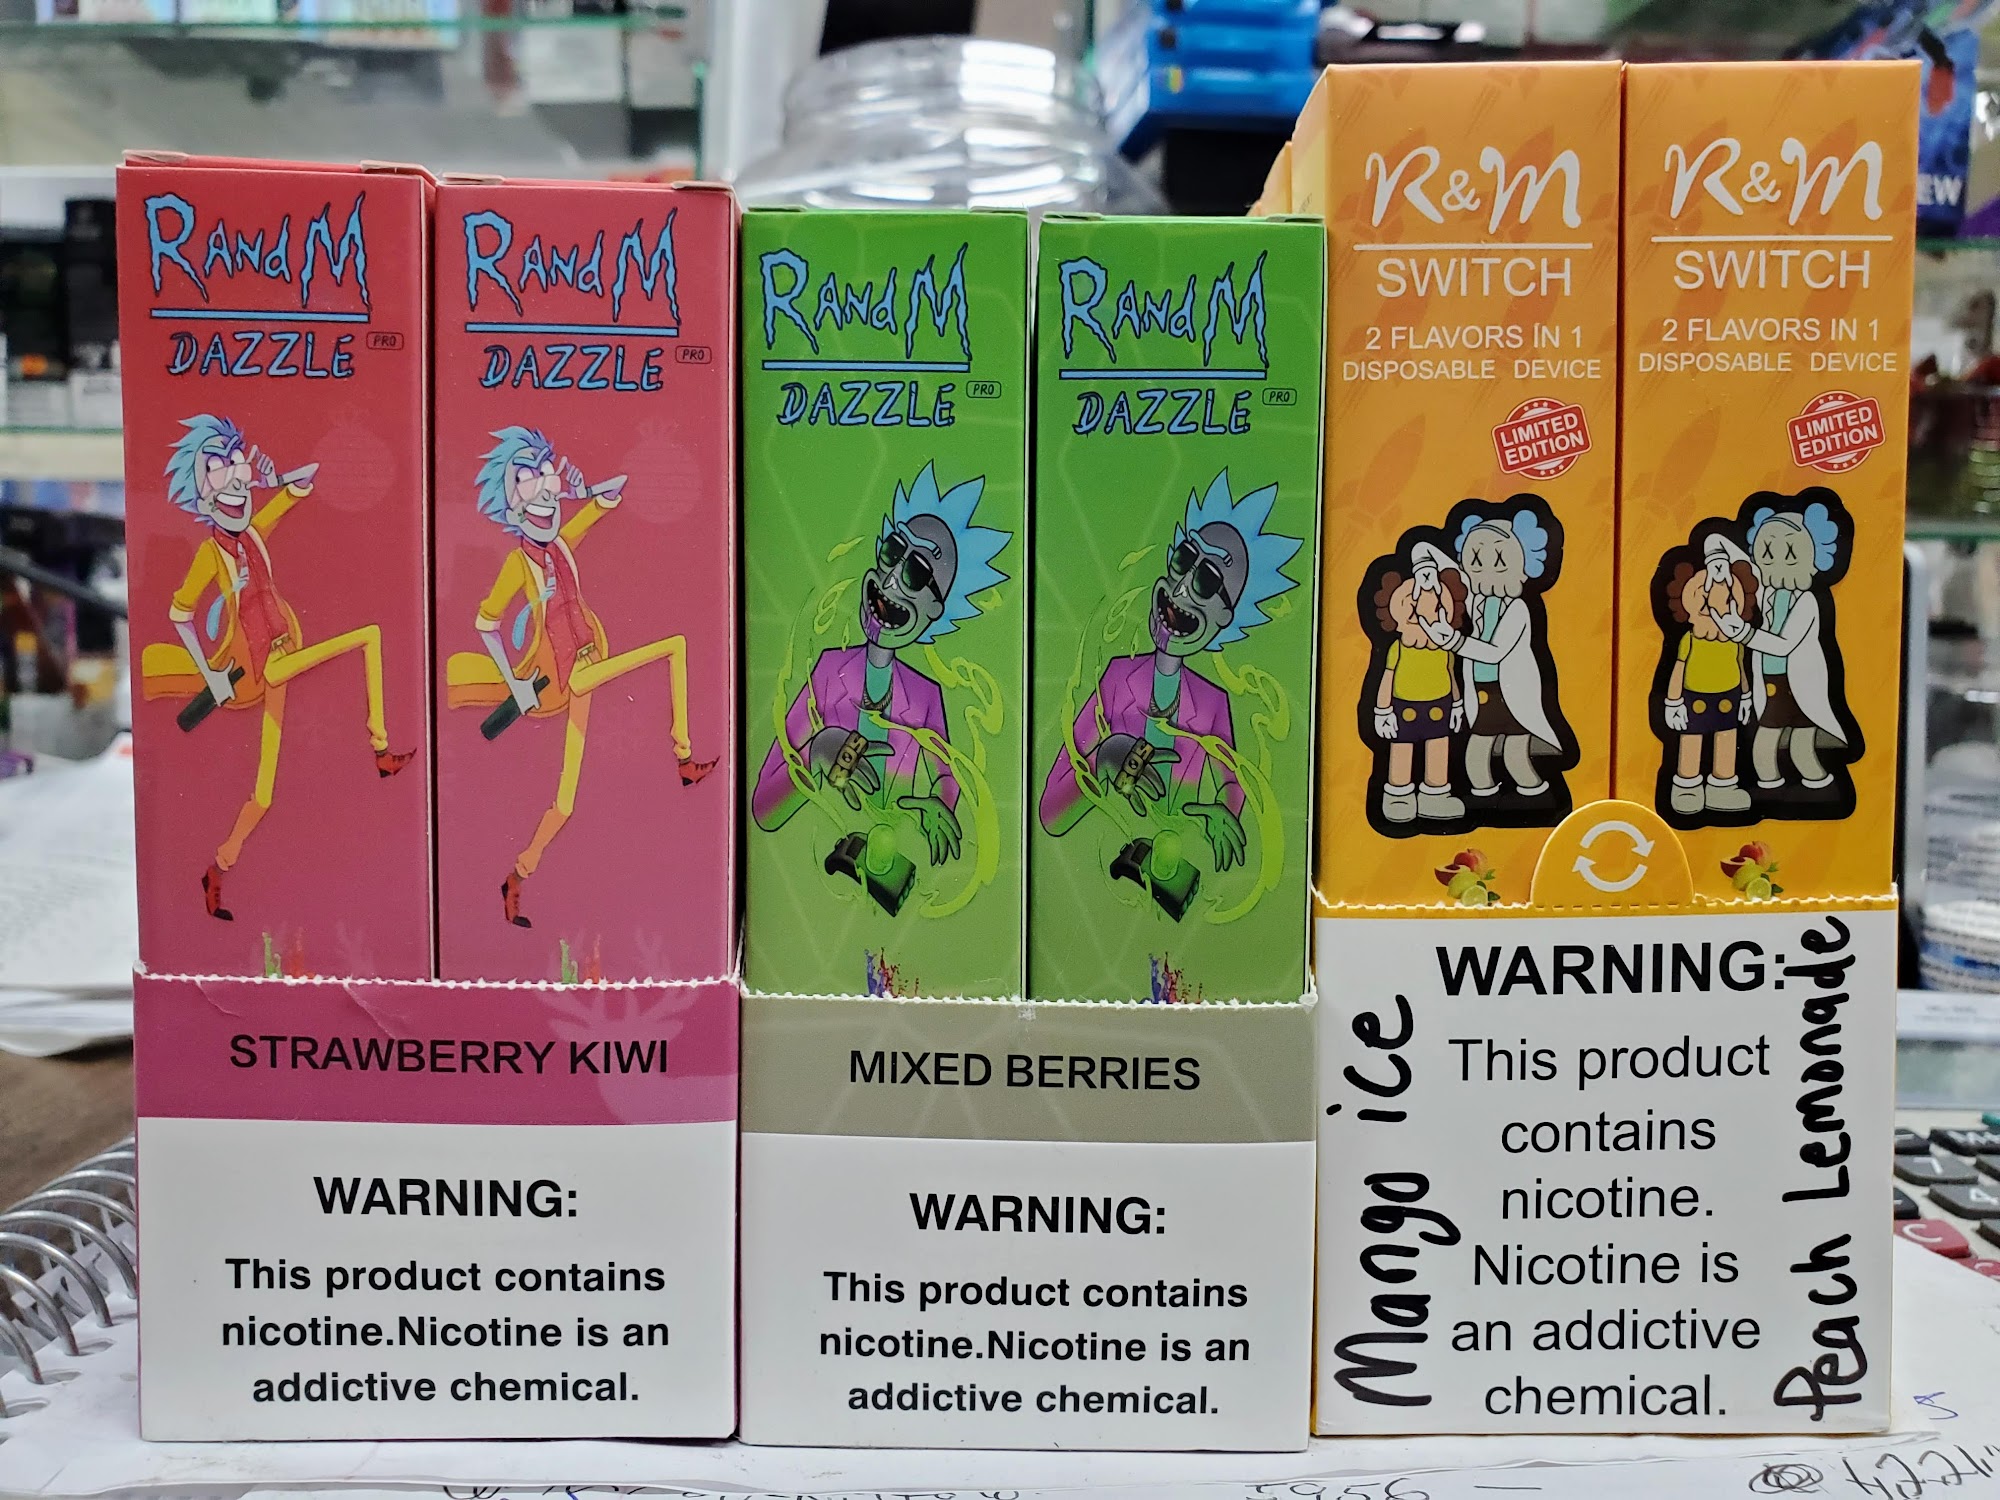 RANdM
DAZZLE PRO
RANdM
DAZZLE PRO
STRAWBERRY KIWI
WARNING:
This product contains
nicotine.Nicotine is an
addictive chemical.
RANdM
DAZZLE PRO
RANdM
DAZZLE PRO
MIXED BERRIES
WARNING:
This product contains
nicotine.Nicotine is an
addictive chemical.
R&M
SWITCH
2 FLAVORS IN 1
DISPOSABLE DEVICE
LIMITED
EDITION
R&M
SWITCH
2 FLAVORS IN 1
DISPOSABLE DEVICE
LIMITED
EDITION
Mango ice
WARNING:
This product
contains
nicotine.
Nicotine is
an addictive
chemical.
Peach Lemonade